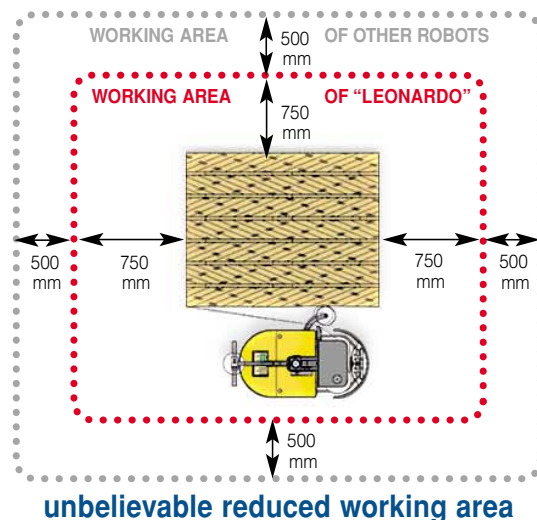 WORKING AREA 500 mm OF OTHER ROBOTS
WORKING AREA OF “LEONARDO”
750
mm
500
mm
750
mm
750
mm
500
mm
500
mm
unbelievable reduced working area